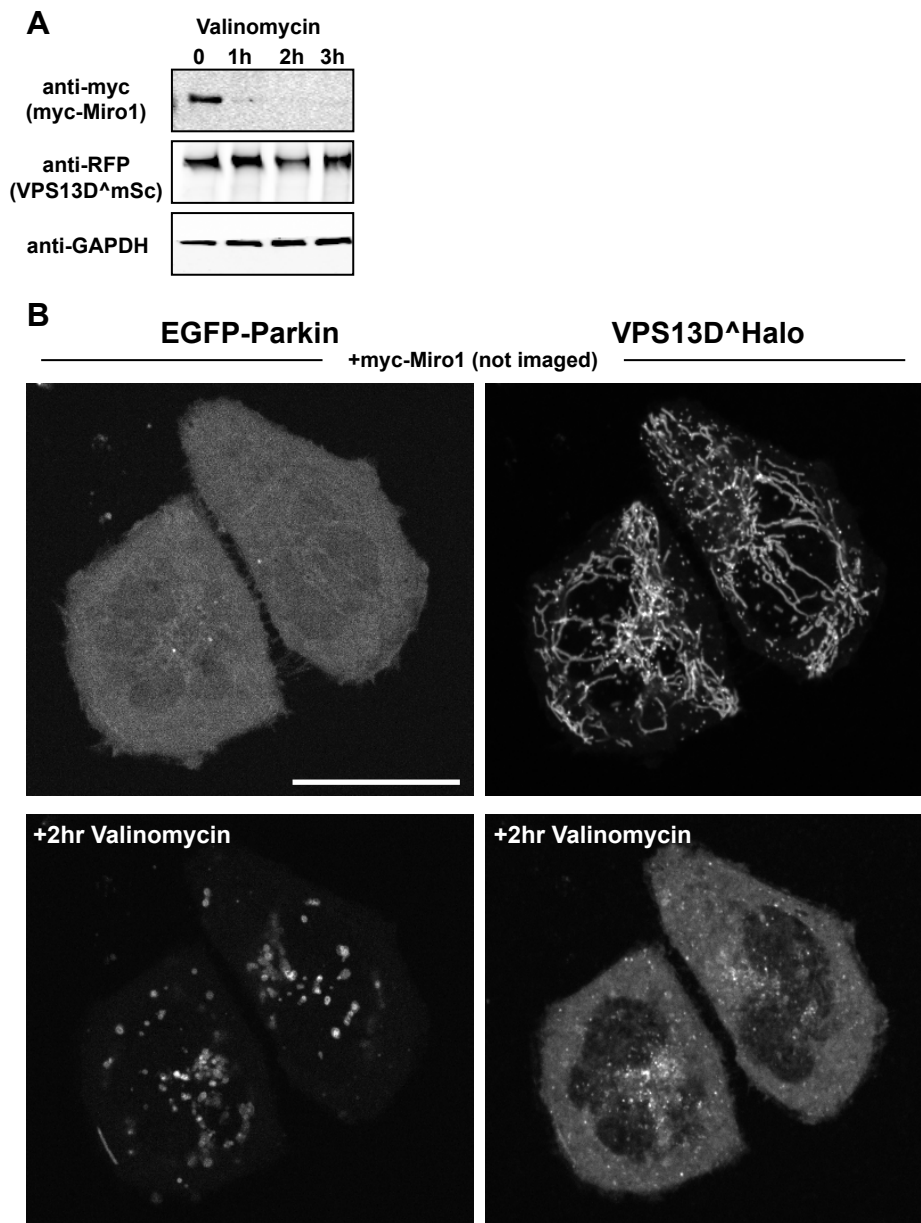 A
Valinomycin
0 1h 2h 3h
anti-myc
(myc-Miro1)
anti-RFP
(VPS13D^mSc)
anti-GAPDH
B
EGFP-Parkin VPS13D^Halo
+myc-Miro1 (not imaged)
+2hr Valinomycin +2hr Valinomycin